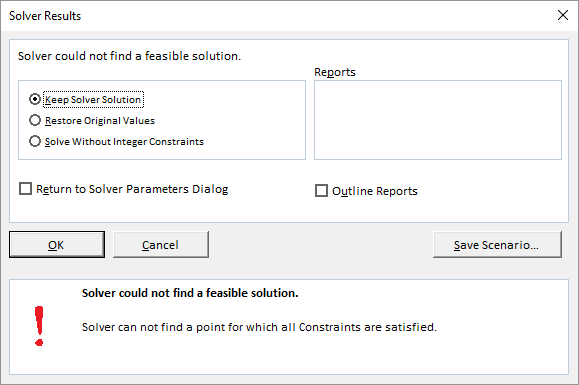 Solver Results
Solver could not find a feasible solution.
Reports
Keep Solver Solution
Restore Original Values
Solve Without Integer Constraints
Return to Solver Parameters Dialog
Outline Reports
OK
Cancel
Save Scenario...
Solver could not find a feasible solution.
Solver can not find a point for which all Constraints are satisfied.